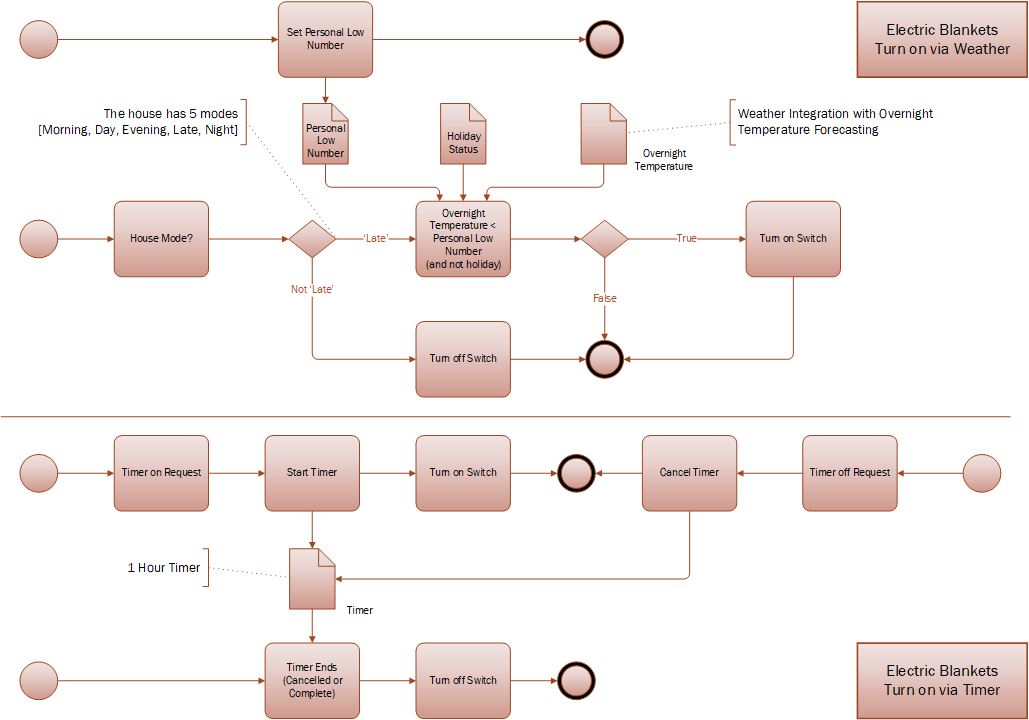 Set Personal Low
Number
Electric Blankets
Turn on via Weather
The house has 5 modes
[Morning, Day, Evening, Late, Night]
Personal
Low
Number
Holiday
Status
Overnight
Temperature
Weather Integration with Overnight
Temperature Forecasting
House Mode?
'Late'
Overnight
Temperature <
Personal Low
Number
(and not holiday)
True
Turn on Switch
Not 'Late'
False
Turn off Switch
Timer on Request
Start Timer
Turn on Switch
Cancel Timer
Timer off Request
1 Hour Timer
Timer
Timer Ends
(Cancelled or
Complete)
Turn off Switch
Electric Blankets
Turn on via Timer